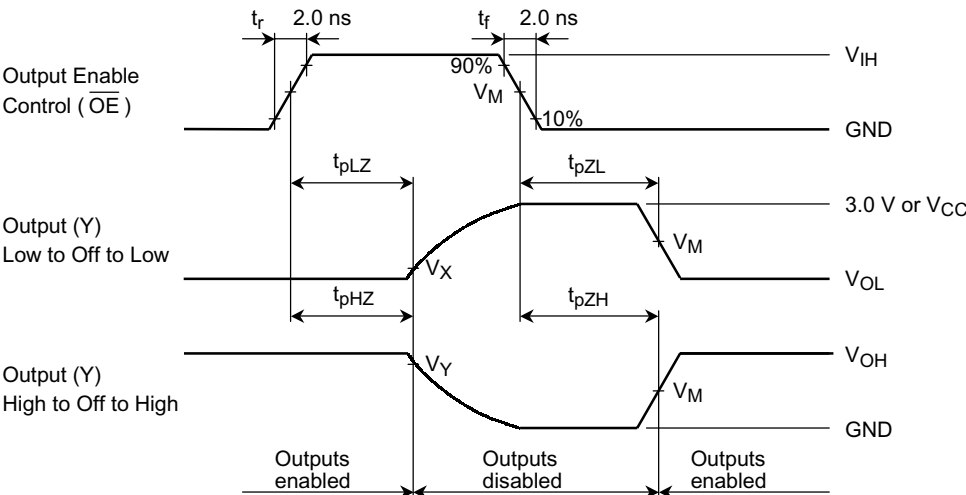 tr 2.0 ns tf 2.0 ns
Output Enable
Control ( OE )
90%
VM
10%
VIH
GND
tpLZ tpZL
Output (Y)
Low to Off to Low
3.0 V or VCC
VX
VM
VOL
tpHZ tpZH
Output (Y)
High to Off to High
VY
VM
VOH
GND
Outputs
enabled
Outputs
disabled
Outputs
enabled